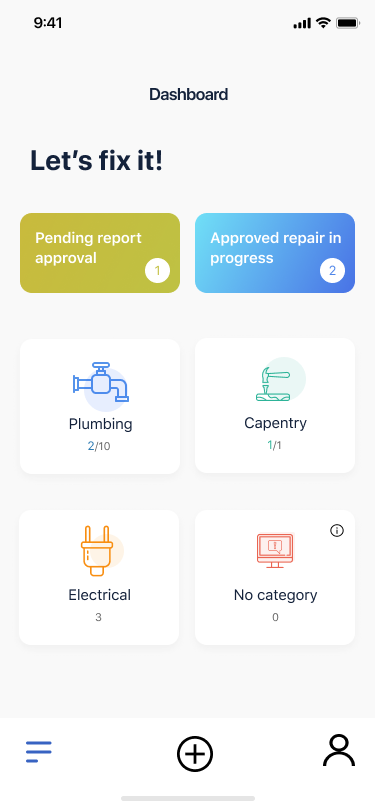 9:41
Dashboard
Let's fix it!
Pending report
approval
1
Approved repair in
progress
2
Plumbing
2/10
Capentry
1/1
Electrical
3
No category
0